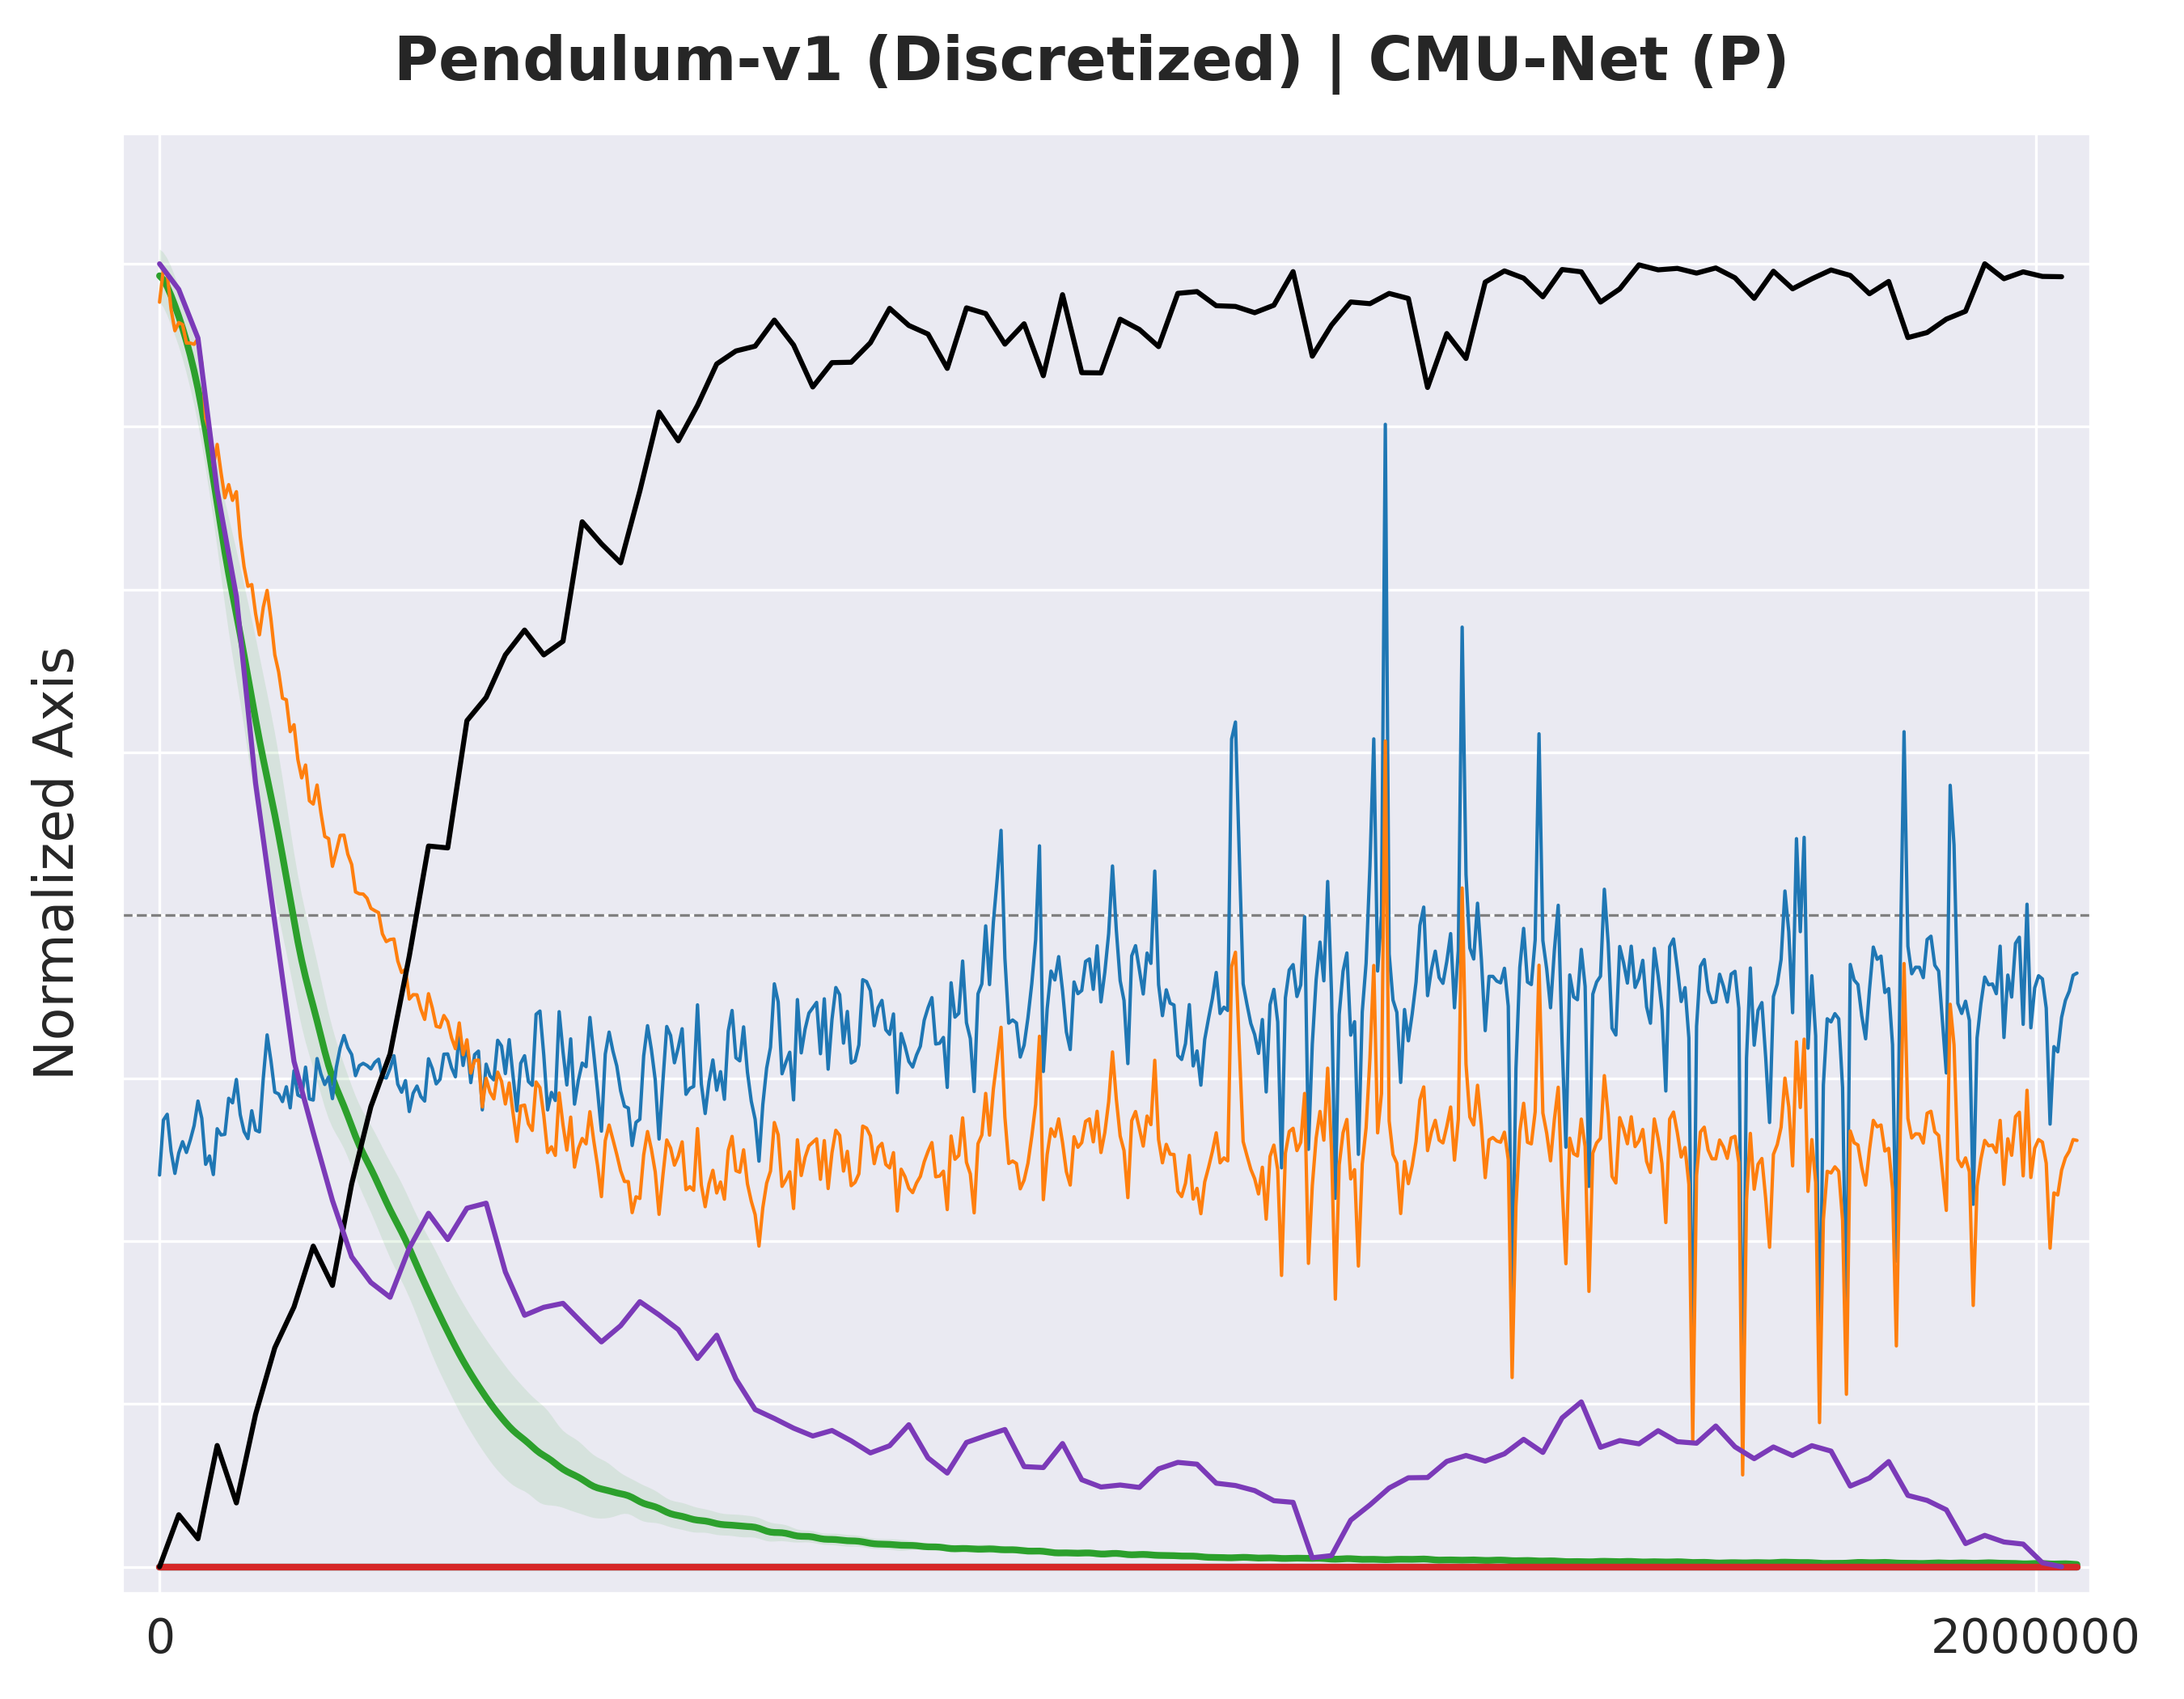 Pendulum-v1 (Discretized) | CMU-Net (P)
Normalized Axis
0
2000000